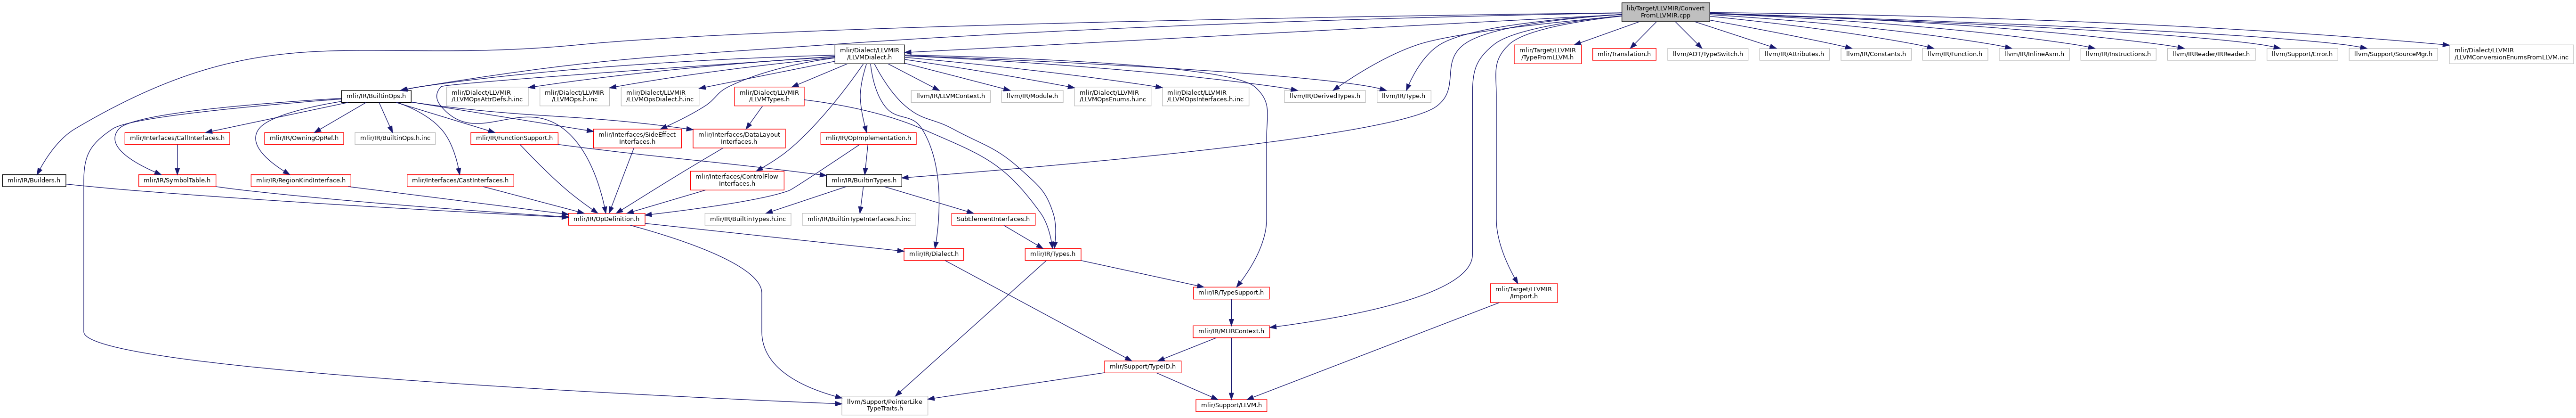 lib/Target/LLVMIR/Convert
FromLLVMIR.cpp
mlir/Dialect/LLVMIR
/LLVMDialect.h
mlir/Target/LLVMIR
/TypeFromLLVM.h
mlir/Translation.h
llvm/ADT/TypeSwitch.h
llvm/IR/Attributes.h
llvm/IR/Constants.h
llvm/IR/Function.h
llvm/IR/InlineAsm.h
llvm/IR/Instructions.h
llvm/IRReader/IRReader.h
llvm/Support/Error.h
llvm/Support/SourceMgr.h
mlir/Dialect/LLVMIR
/LLVMConversionEnumsFromLLVM.inc
mlir/IR/BuiltinOps.h
mlir/Dialect/LLVMIR
/LLVMOpsAttrDefs.h.inc
mlir/Dialect/LLVMIR
/LLVMOps.h.inc
mlir/Dialect/LLVMIR
/LLVMOpsDialect.h.inc
mlir/Dialect/LLVMIR
/LLVMTypes.h
llvm/IR/LLVMContext.h
llvm/IR/Module.h
mlir/Dialect/LLVMIR
/LLVMOpsEnums.h.inc
mlir/Dialect/LLVMIR
/LLVMOpsInterfaces.h.inc
llvm/IR/DerivedTypes.h
llvm/IR/Type.h
mlir/Interfaces/CallInterfaces.h
mlir/IR/OwningOpRef.h
mlir/IR/BuiltinOps.h.inc
mlir/IR/FunctionSupport.h
mlir/Interfaces/SideEffect
Interfaces.h
mlir/Interfaces/DataLayout
Interfaces.h
mlir/IR/OpImplementation.h
mlir/IR/Builders.h
mlir/IR/SymbolTable.h
mlir/IR/RegionKindInterface.h
mlir/Interfaces/CastInterfaces.h
mlir/Interfaces/ControlFlow
Interfaces.h
mlir/IR/BuiltinTypes.h
mlir/IR/OpDefinition.h
mlir/IR/BuiltinTypes.h.inc
mlir/IR/BuiltinTypeInterfaces.h.inc
SubElementInterfaces.h
mlir/IR/Dialect.h
mlir/IR/Types.h
mlir/IR/TypeSupport.h
mlir/Target/LLVMIR
/Import.h
mlir/IR/MLIRContext.h
mlir/Support/TypeID.h
llvm/Support/PointerLike
TypeTraits.h
mlir/Support/LLVM.h